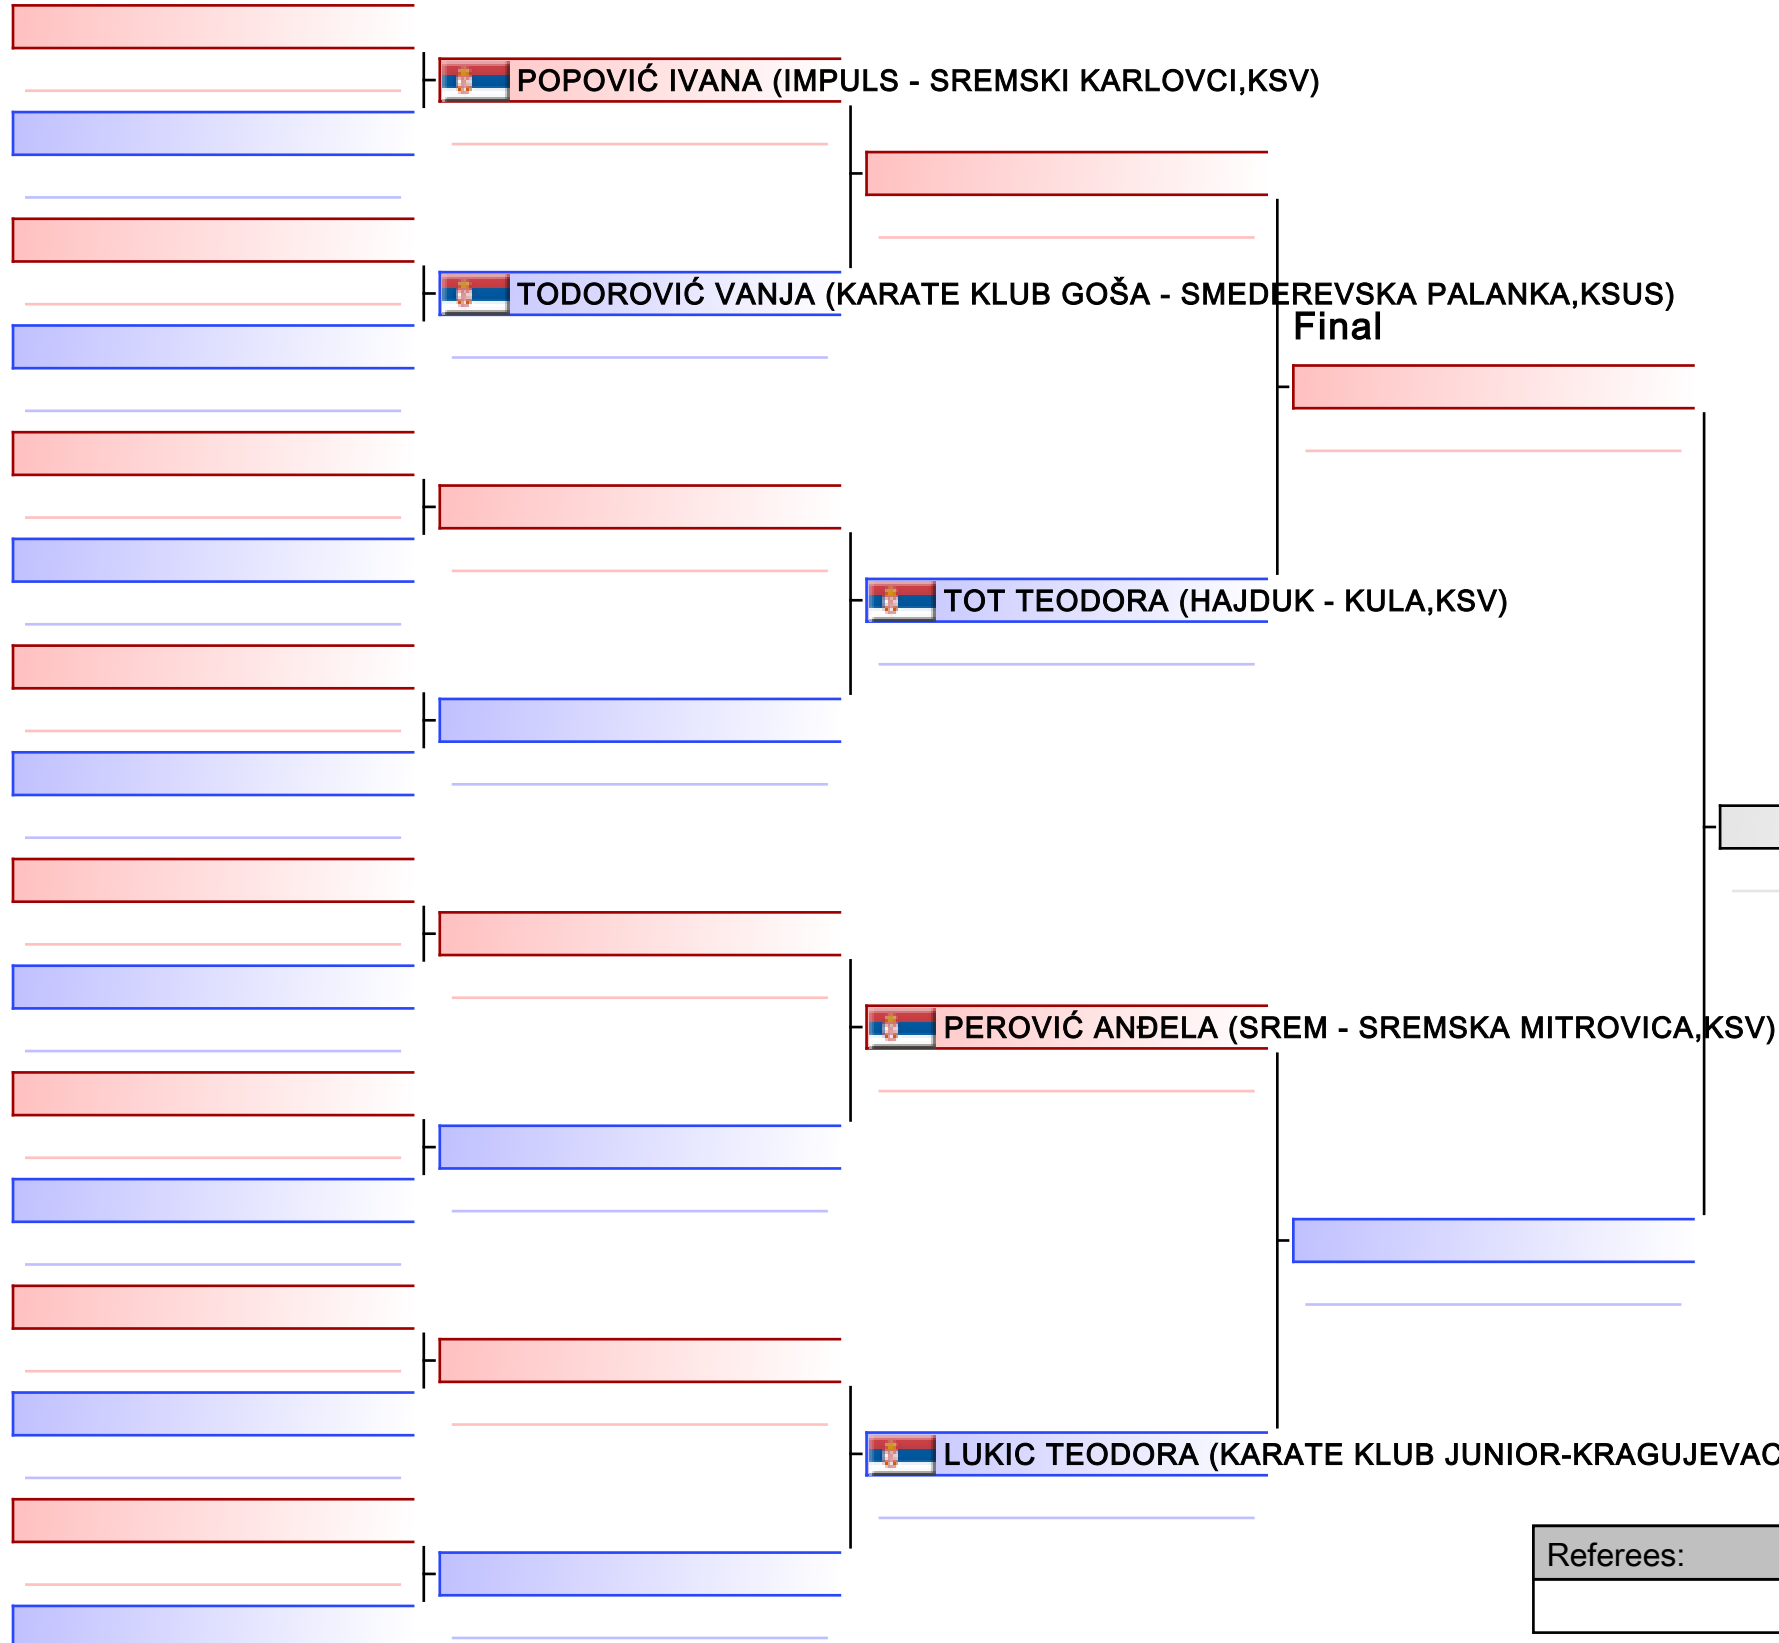 POPOVIĆ IVANA (IMPULS - SREMSKI KARLOVCI,KSV)
TODOROVIĆ VANJA (KARATE KLUB GOŠA - SMEDEREVSKA PALANKA,KSUS)
Final
TOT TEODORA (HAJDUK - KULA,KSV)
PEROVIĆ ANĐELA (SREM - SREMSKA MITROVICA,KSV)
LUKIC TEODORA (KARATE KLUB JUNIOR-KRAGUJEVAC
Referees: